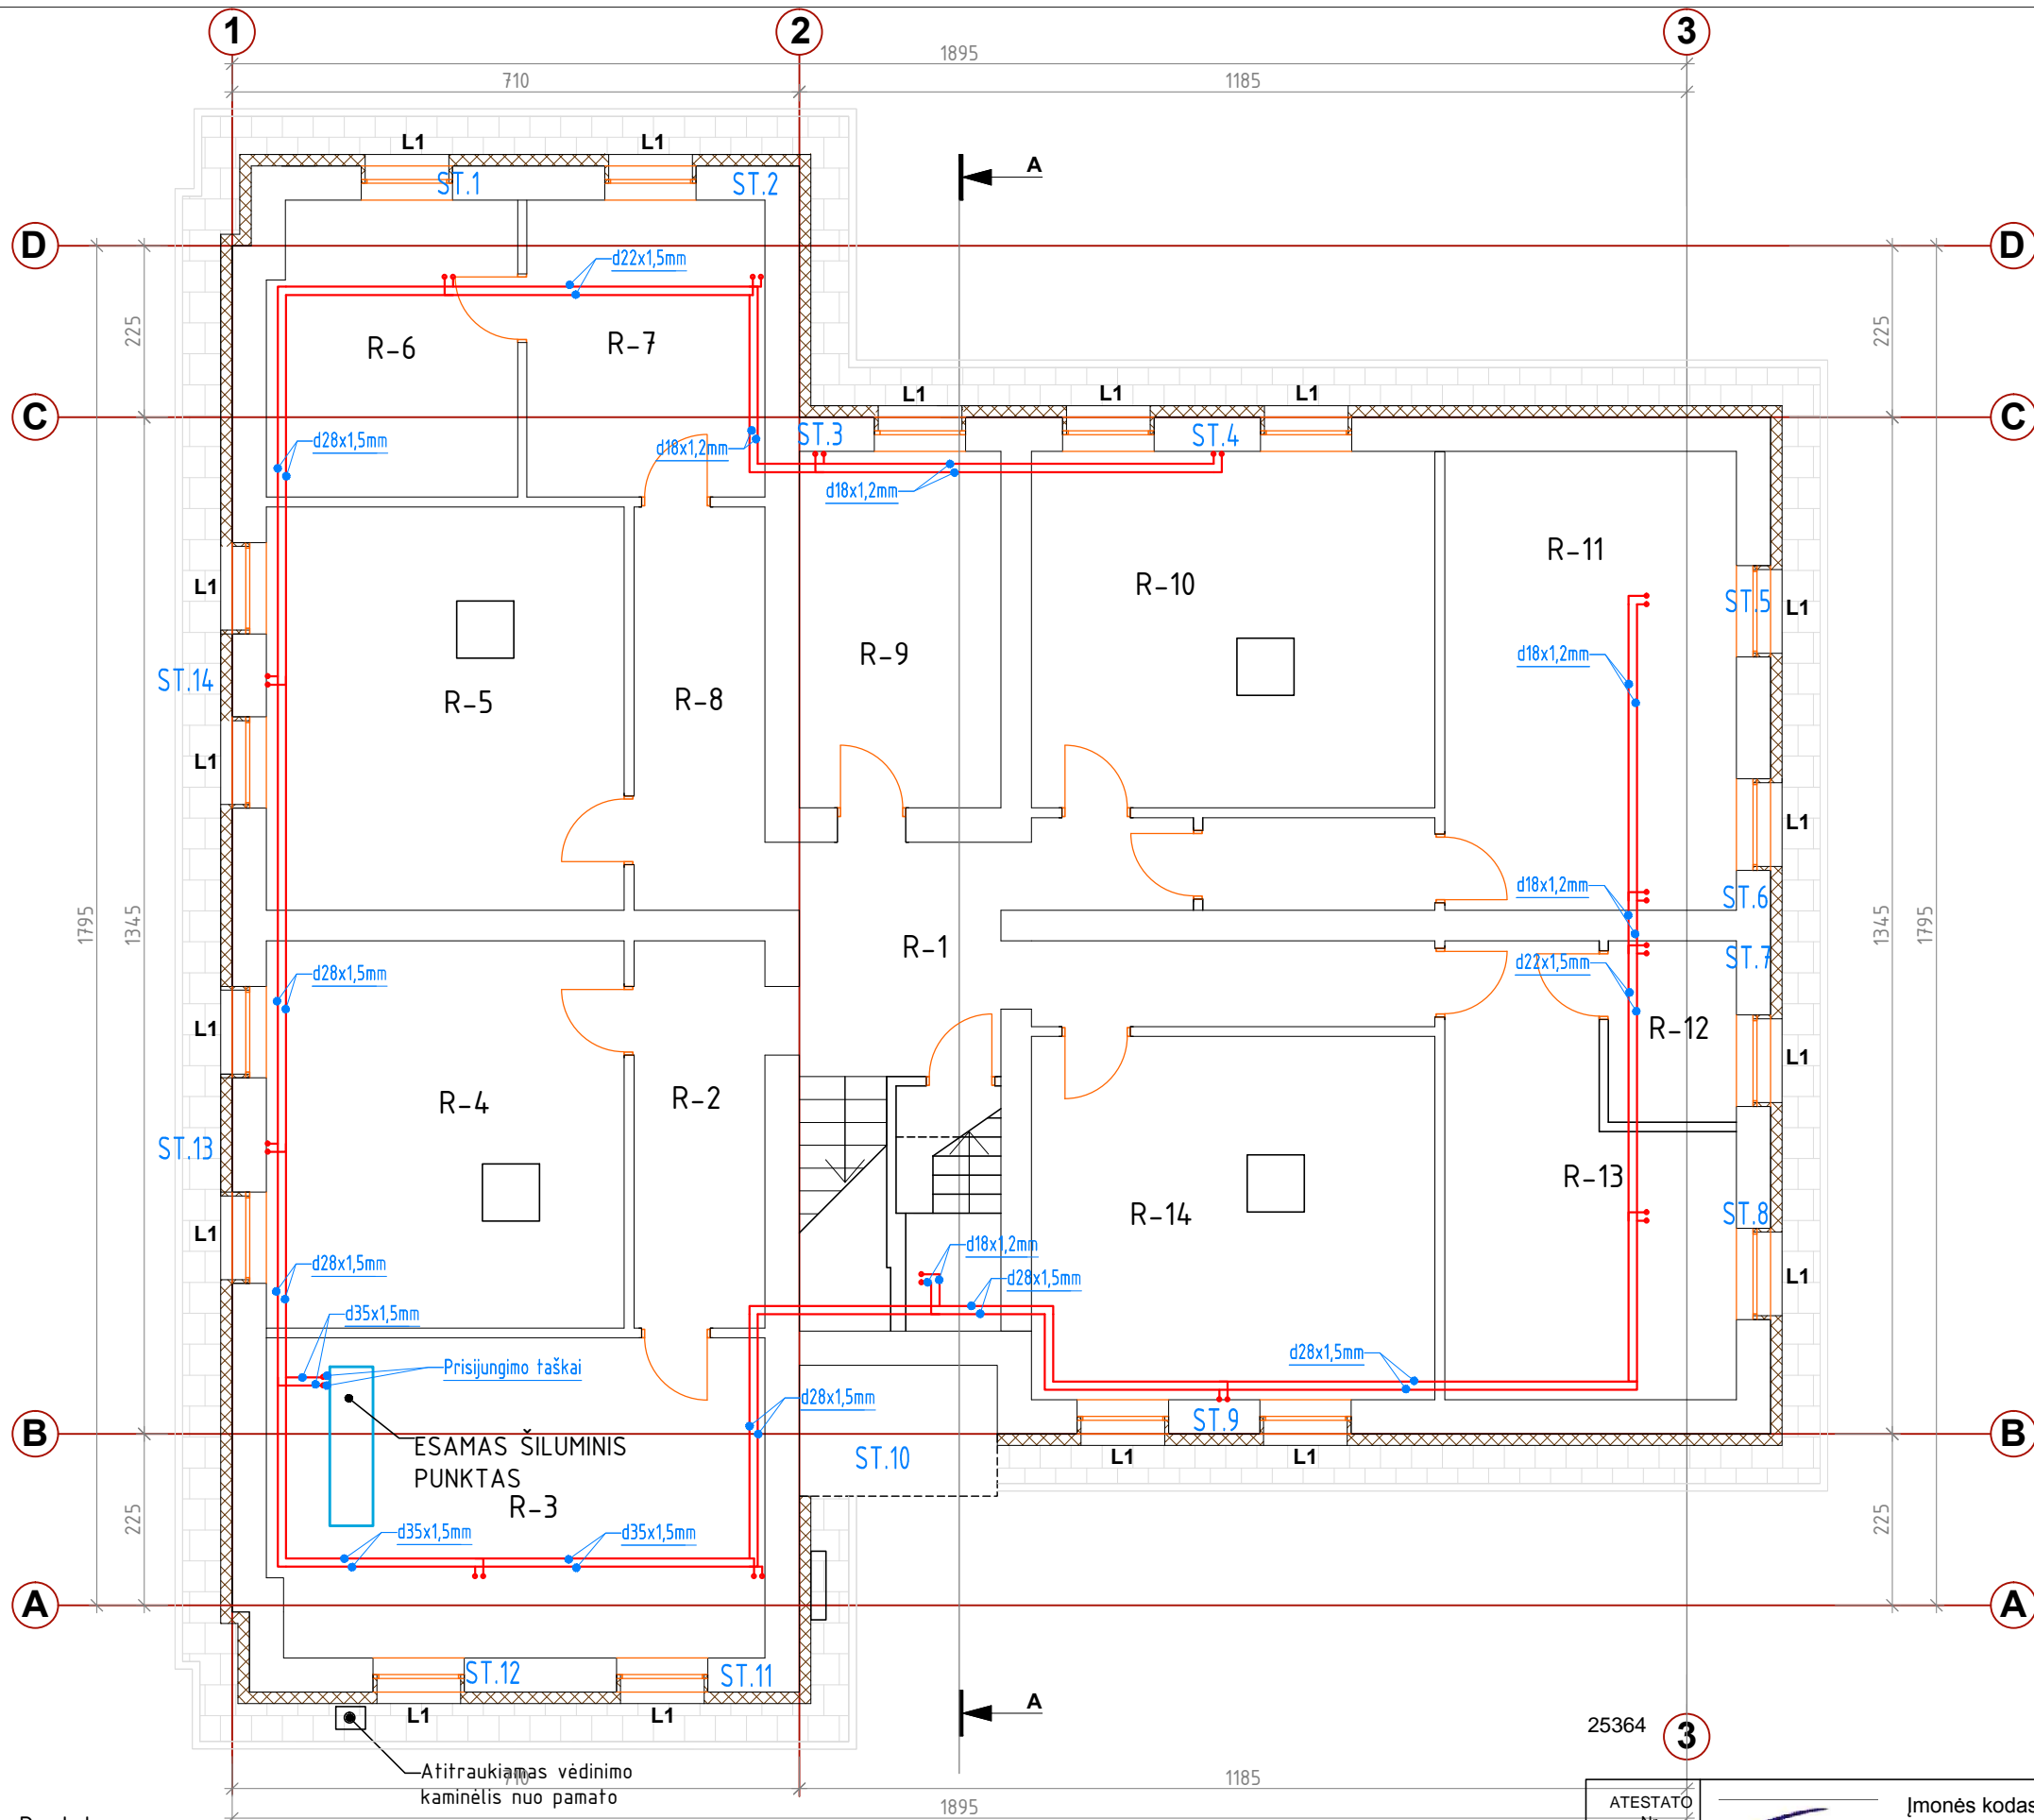 1
2
3
1895
710
1185
L1
L1
A
ST.1
ST.2
D
D
d22x1,5mm
225
225
R-6
R-7
L1
L1
L1
C
C
ST.3
ST.4
d28x1,5mm
d18x1,2mm
d18x1,2mm
R-11
R-10
L1
ST.5
L1
R-9
d18x1,2mm
ST.14
R-5
R-8
L1
L1
d18x1,2mm
ST.6
1795
1345
R-1
1345
1795
d28x1,5mm
d22x1,5mm
ST.7
L1
R-12
L1
R-4
R-2
ST.13
R-13
R-14
ST.8
L1
d18x1,2mm
d28x1,5mm
d28x1,5mm
L1
d35x1,5mm
d28x1,5mm
Prisijungimo taškai
d28x1,5mm
ST.9
B
B
ESAMAS ŠILUMINIS
PUNKTAS
ST.10
L1
L1
R-3
225
225
d35x1,5mm
d35x1,5mm
A
A
ST.12
ST.11
L1
L1
A
25364
3
Atitraukiamas vėdinimo
kaminėlis nuo pamato
710
1185
1895
ATESTATO
Įmonės kodas